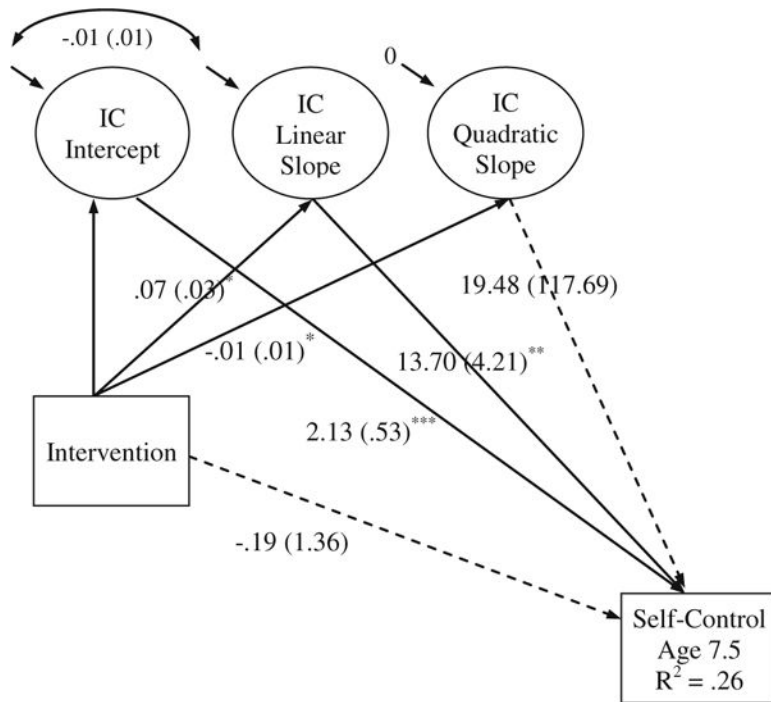 -.01 (.01)
0
IC
Intercept
IC
Linear
Slope
IC
Quadratic
Slope
.07 (.03)*
19.48 (117.69)
-.01 (.01)*
13.70 (4.21)**
2.13 (.53)***
Intervention
-.19 (1.36)
Self-Control
Age 7.5
R² = .26